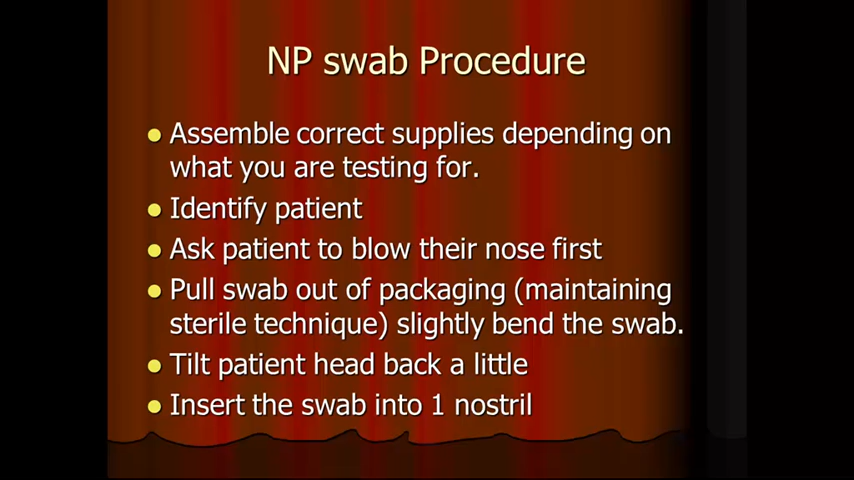 NP swab Procedure
Assemble correct supplies depending on
what you are testing for.
Identify patient
Ask patient to blow their nose first
Pull swab out of packaging (maintaining
sterile technique) slightly bend the swab.
Tilt patient head back a little
Insert the swab into 1 nostril